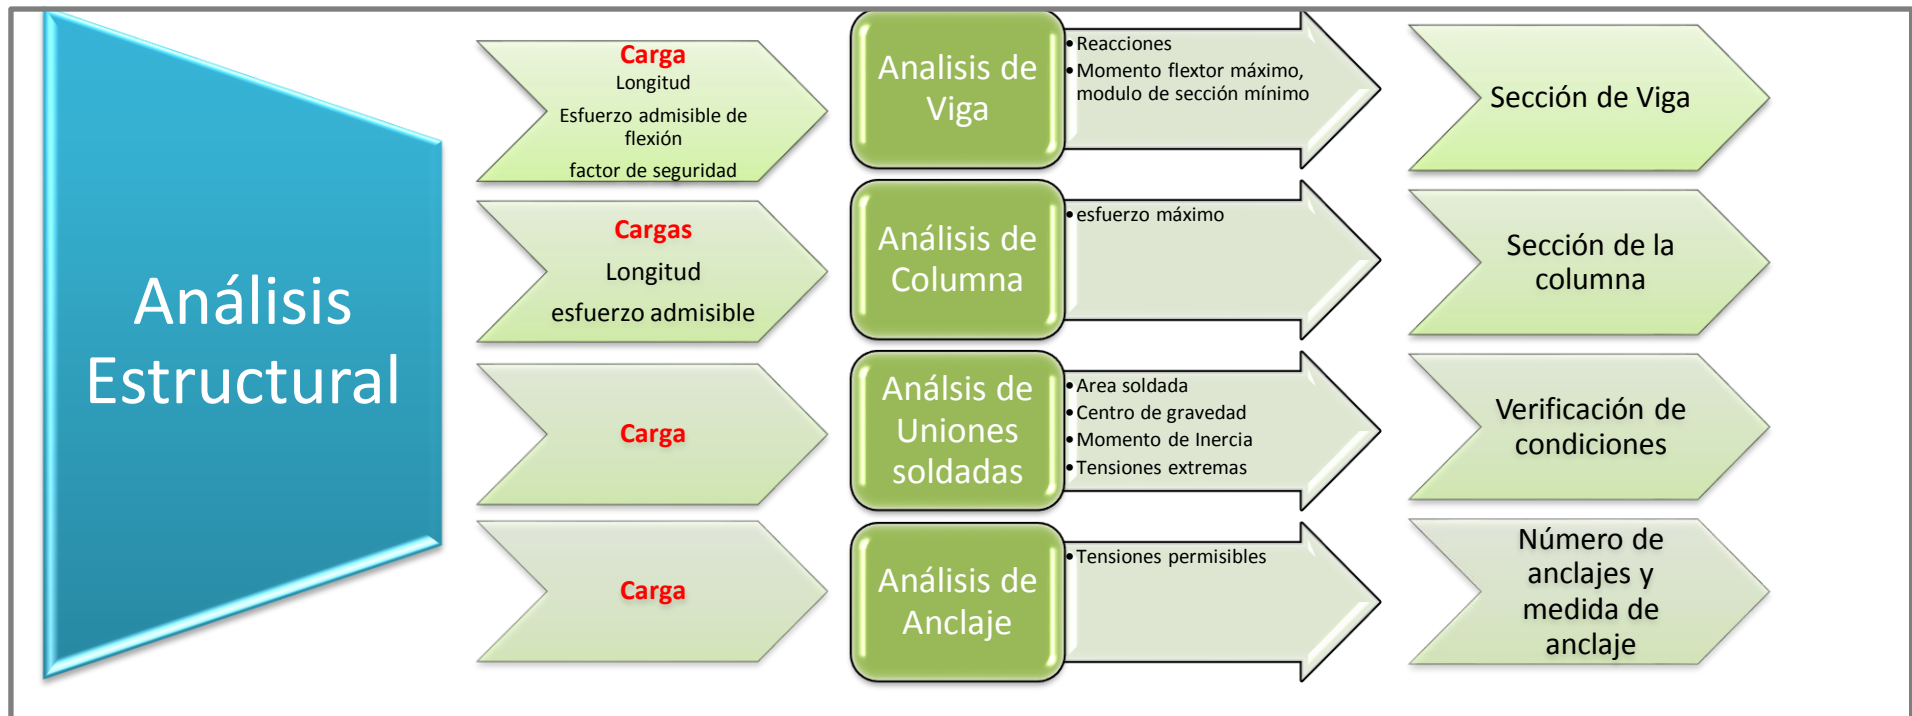 Análisis
Estructural
Carga
Longitud
Esfuerzo admisible de
flexión
factor de seguridad
Analisis de
Viga
•Reacciones
•Momento flextor máximo,
modulo de sección mínimo
Sección de Viga
Cargas
Longitud
esfuerzo admisible
Análisis de
Columna
•esfuerzo máximo
Sección de la
columna
Carga
Análsis de
Uniones
soldadas
•Area soldada
•Centro de gravedad
•Momento de Inercia
•Tensiones extremas
Verificación de
condiciones
Carga
Análisis de
Anclaje
•Tensiones permisibles
Número de
anclajes y
medida de
anclaje